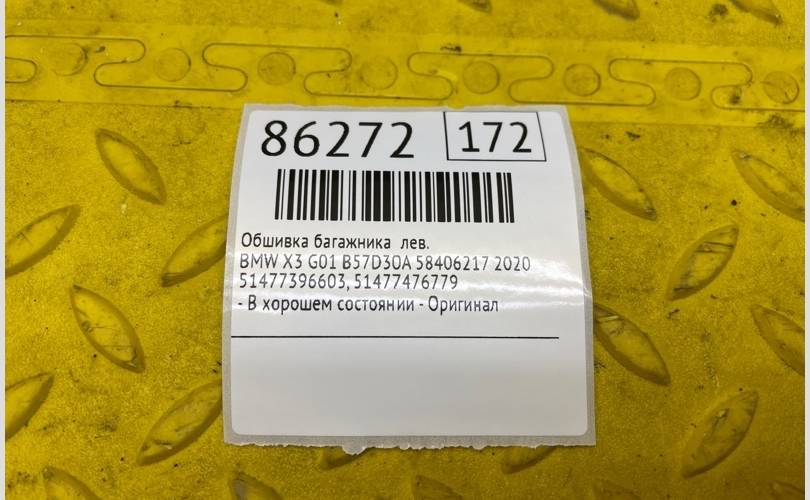 86272 172
Обшивка багажника лев.
BMW X3 G01 B57D30A 58406217 2020
51477396603, 51477476779
- В хорошем состоянии - Оригинал